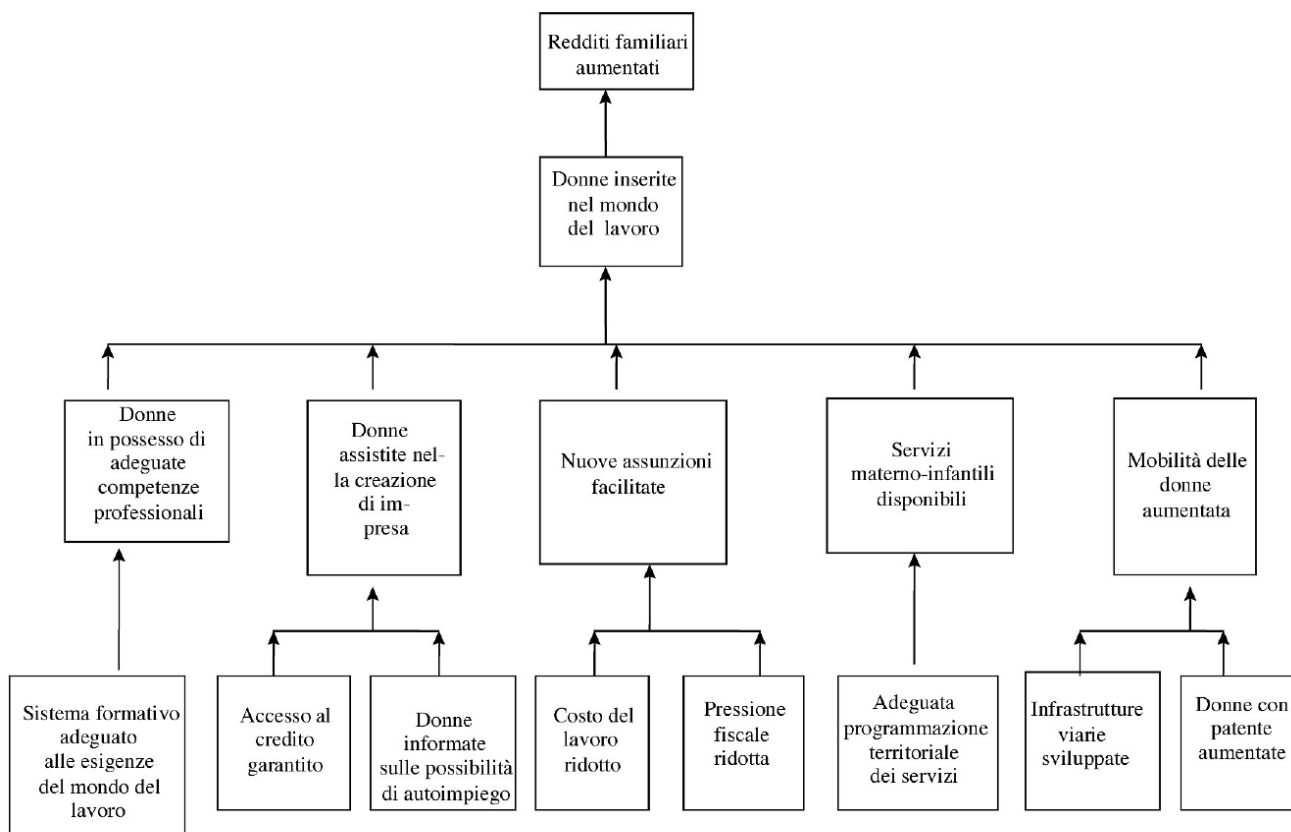 Redditi familiari
aumentati
Donne inserite
nel mondo
del lavoro
Donne
in possesso di
adeguate
competenze
professionali
Donne
assistite nel-
la creazione
di im-
presa
Nuove assunzioni
facilitate
Servizi
materno-infantili
disponibili
Mobilità delle
donne
aumentata
Sistema formativo
adeguato
alle esigenze
del mondo del
lavoro
Accesso al
credito
garantito
Donne
informate
sulle possibilità
di autoimpiego
Costo del
lavoro
ridotto
Pressione
fiscale
ridotta
Adeguata
programmazione
territoriale
dei servizi
Infrastrutture
viarie
sviluppate
Donne con
patente
aumentate